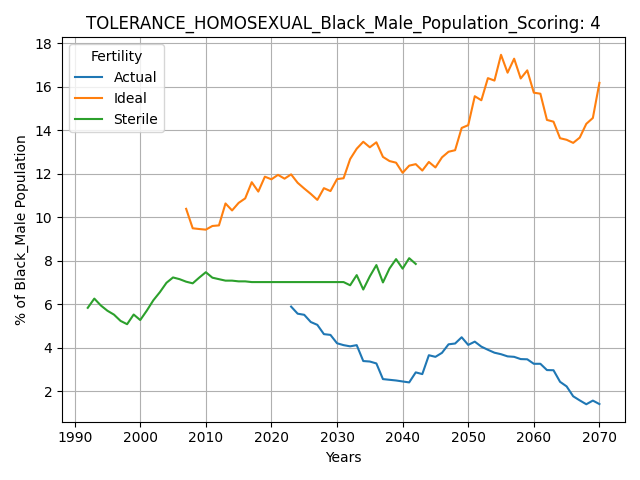 TOLERANCE_HOMOSEXUAL_Black_Male_Population_Scoring: 4
Fertility
Actual
Ideal
Sterile
% of Black_Male Population
18
16
14
12
10
8
6
4
2
1990 2000 2010 2020 2030 2040 2050 2060 2070
Years